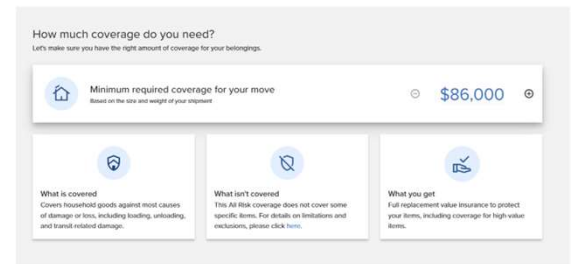 How much coverage do you need?
Let's make sure you have the right amount of coverage for your belongings.
Minimum required coverage for your move
Based on the size and weight of your shipment
$86,000
What is covered
Covers household goods against most causes
of damage or loss, including loading, unloading,
and transit related damage.
What isn't covered
This All Risk coverage does not cover some
specific items. For details on limitations and
exclusions, please click here.
What you get
Full replacement value insurance to protect
your items, including coverage for high-value
items.